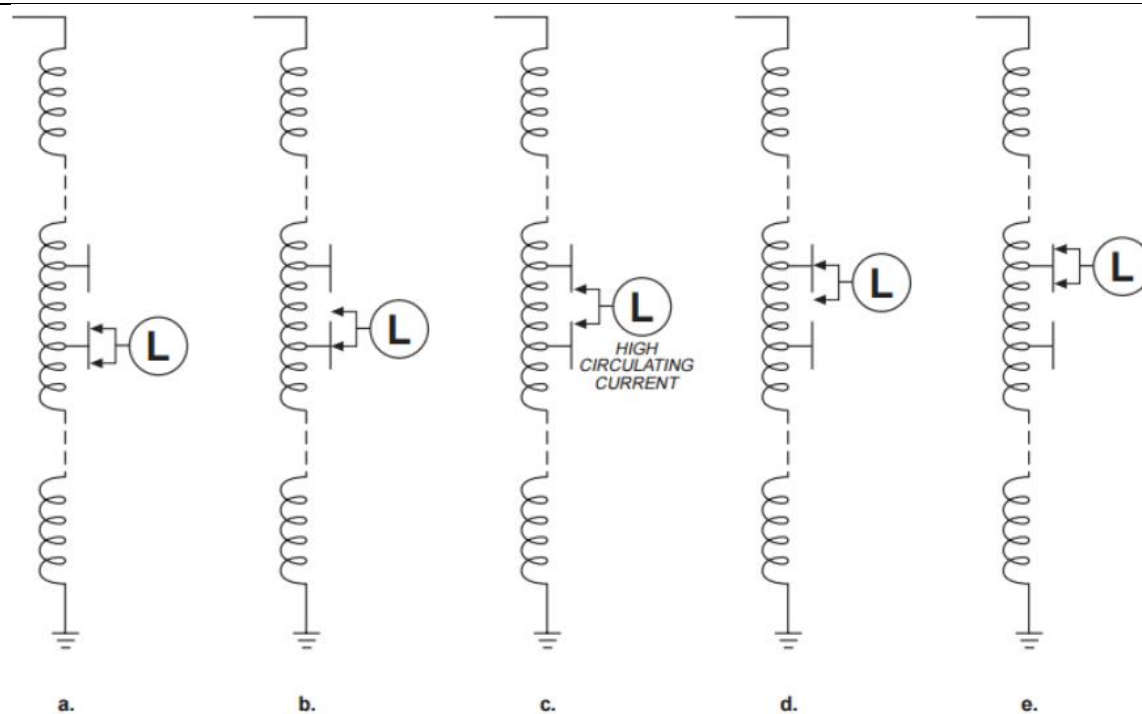 L
L
L
L
L
HIGH
CIRCULATING
CURRENT
a.
b.
c.
d.
e.